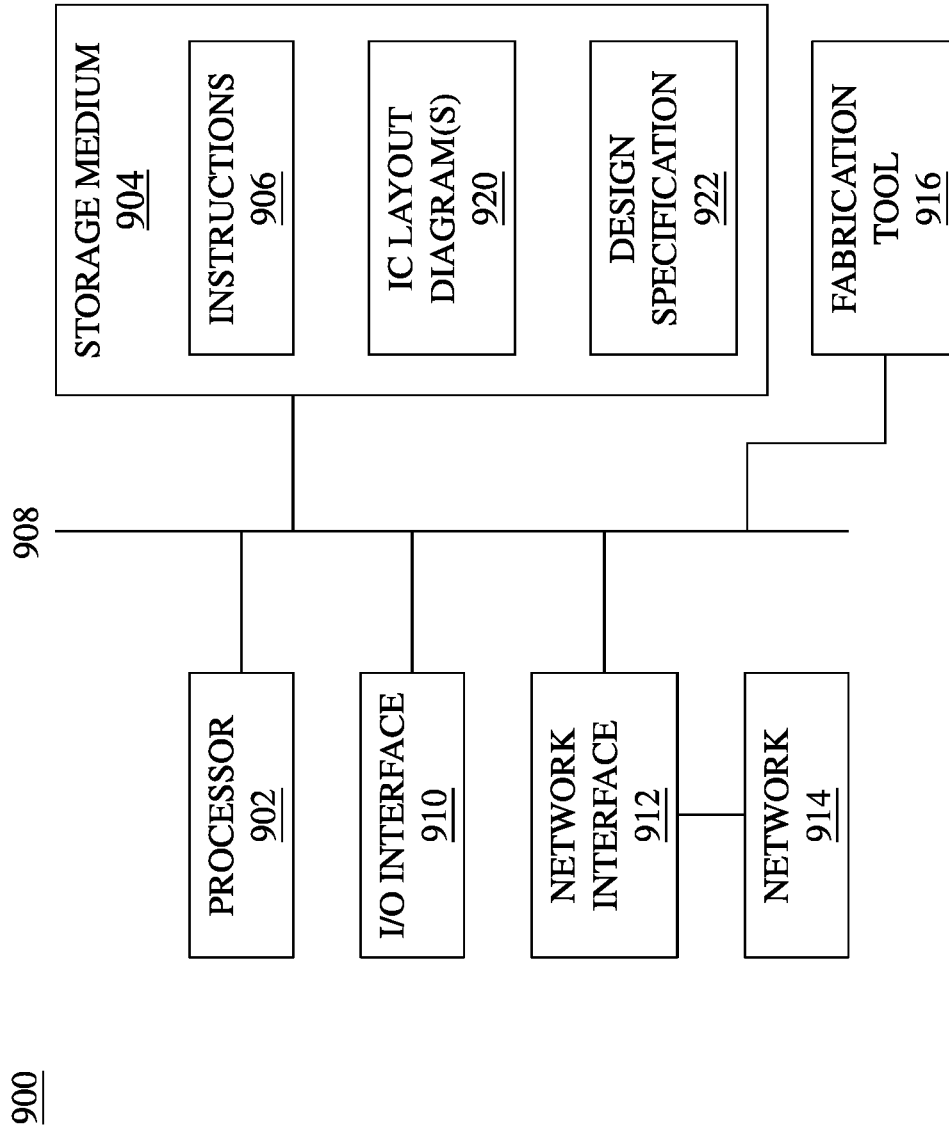 900
908
PROCESSOR
902
I/O INTERFACE
910
NETWORK
INTERFACE
912
NETWORK
914
STORAGE MEDIUM
904
INSTRUCTIONS
906
IC LAYOUT
DIAGRAM(S)
920
DESIGN
SPECIFICATION
922
FABRICATION
TOOL
916